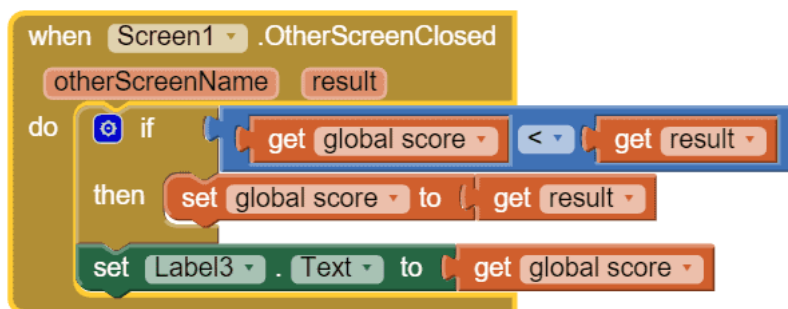 when Screen1 .OtherScreenClosed
otherScreenName result
do if get global score < get result
then set global score to get result
set Label3 . Text to get global score